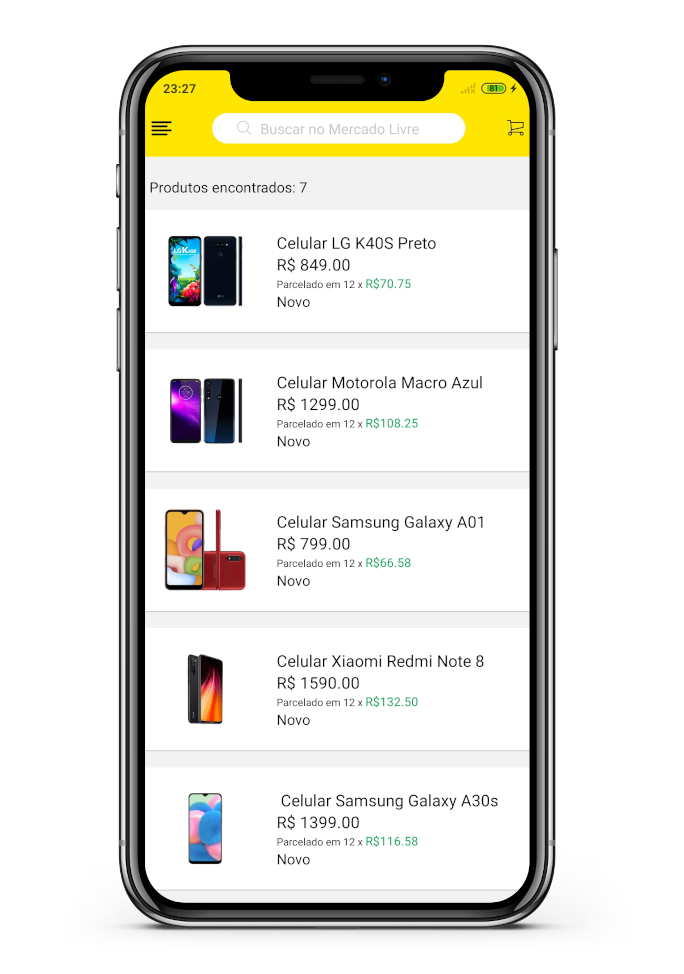 23:27
81
Buscar no Mercado Livre
Produtos encontrados: 7
LG K40S
Celular LG K40S Preto
R$ 849.00
Parcelado em 12 x R$70.75
Novo
Celular Motorola Macro Azul
R$ 1299.00
Parcelado em 12 x R$108.25
Novo
Celular Samsung Galaxy A01
R$ 799.00
Parcelado em 12 x R$66.58
Novo
Celular Xiaomi Redmi Note 8
R$ 1590.00
Parcelado em 12 x R$132.50
Novo
Celular Samsung Galaxy A30s
R$ 1399.00
Parcelado em 12 x R$116.58
Novo